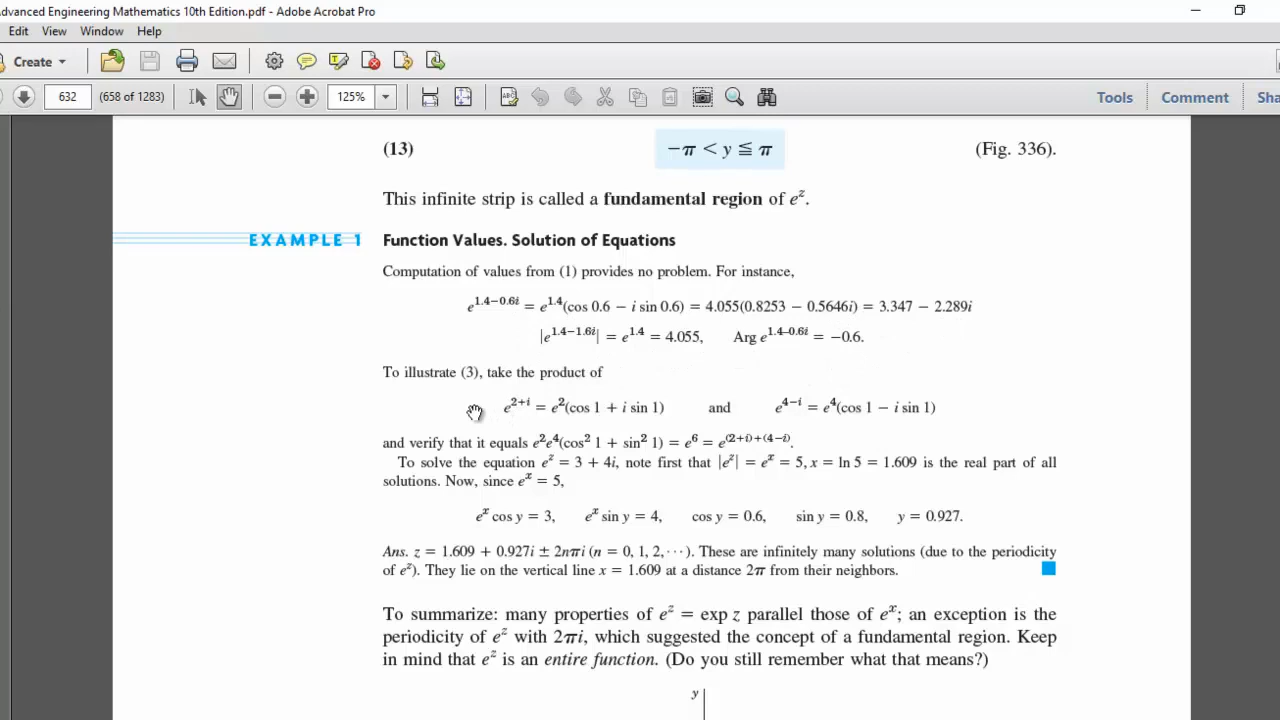 Advanced Engineering Mathematics 10th Edition.pdf - Adobe Acrobat Pro
Edit View Window Help
Create
632 (658 of 1283) 125% Tools Comment Sha
(13) −π < y ≦ π (Fig. 336).
This infinite strip is called a fundamental region of e^z.
EXAMPLE 1 Function Values. Solution of Equations
Computation of values from (1) provides no problem. For instance,
e^{1.4−0.6i} = e^{1.4}(cos 0.6 − i sin 0.6) = 4.055(0.8253 − 0.5646i) = 3.347 − 2.289i
|e^{1.4−1.6i}| = e^{1.4} = 4.055, Arg e^{1.4–0.6i} = −0.6.
To illustrate (3), take the product of
e^{2+i} = e^2(cos 1 + i sin 1) and e^{4−i} = e^4(cos 1 − i sin 1)
and verify that it equals e^2e^4(cos^2 1 + sin^2 1) = e^6 = e^{(2+i)+(4−i)}.
To solve the equation e^z = 3 + 4i, note first that |e^z| = e^x = 5, x = ln 5 = 1.609 is the real part of all
solutions. Now, since e^x = 5,
e^x cos y = 3, e^x sin y = 4, cos y = 0.6, sin y = 0.8, y = 0.927.
Ans. z = 1.609 + 0.927i ± 2nπi (n = 0, 1, 2, ⋯). These are infinitely many solutions (due to the periodicity
of e^z). They lie on the vertical line x = 1.609 at a distance 2π from their neighbors.
To summarize: many properties of e^z = exp z parallel those of e^x; an exception is the
periodicity of e^z with 2πi, which suggested the concept of a fundamental region. Keep
in mind that e^z is an entire function. (Do you still remember what that means?)
y